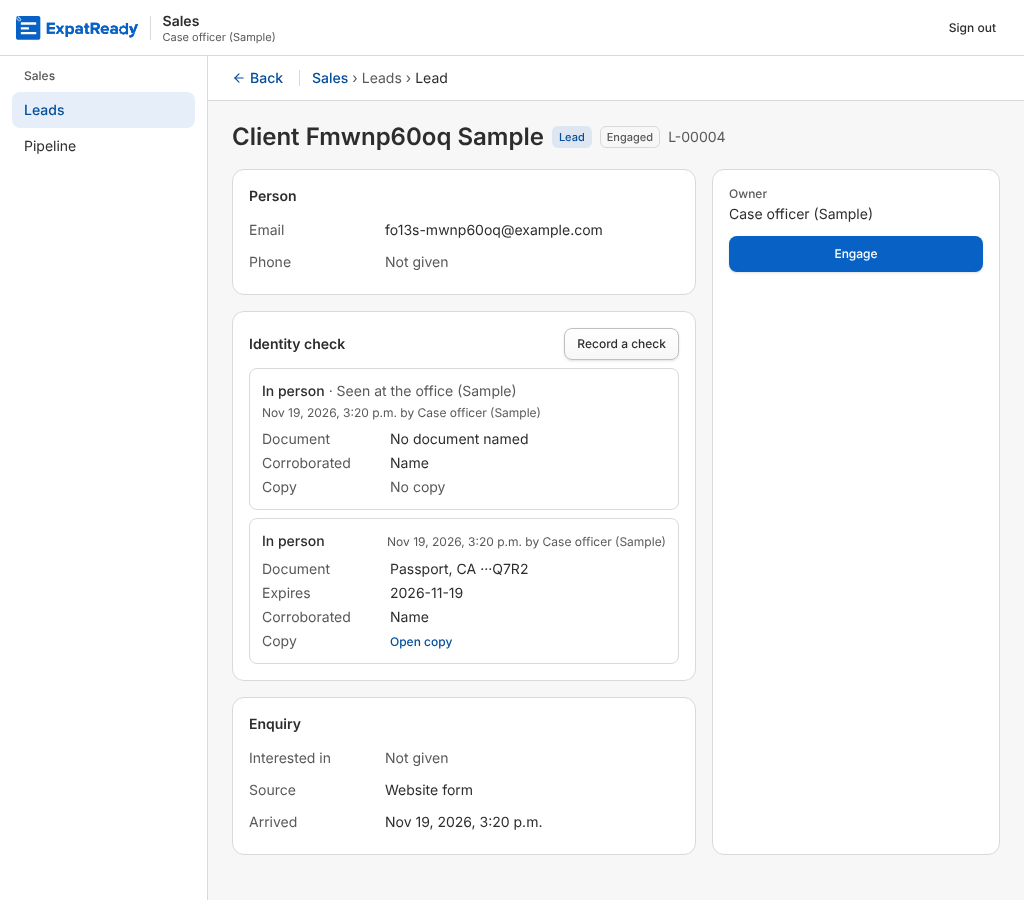 ExpatReady
Sales
Case officer (Sample)
Sign out
Sales
Leads
Pipeline
← Back
Sales › Leads › Lead
Client Fmwnp60oq Sample Lead Engaged L-00004
Person
Email fo13s-mwnp60oq@example.com
Phone Not given
Identity check Record a check
In person · Seen at the office (Sample)
Nov 19, 2026, 3:20 p.m. by Case officer (Sample)
Document No document named
Corroborated Name
Copy No copy
In person Nov 19, 2026, 3:20 p.m. by Case officer (Sample)
Document Passport, CA ···Q7R2
Expires 2026-11-19
Corroborated Name
Copy Open copy
Enquiry
Interested in Not given
Source Website form
Arrived Nov 19, 2026, 3:20 p.m.
Owner
Case officer (Sample)
Engage